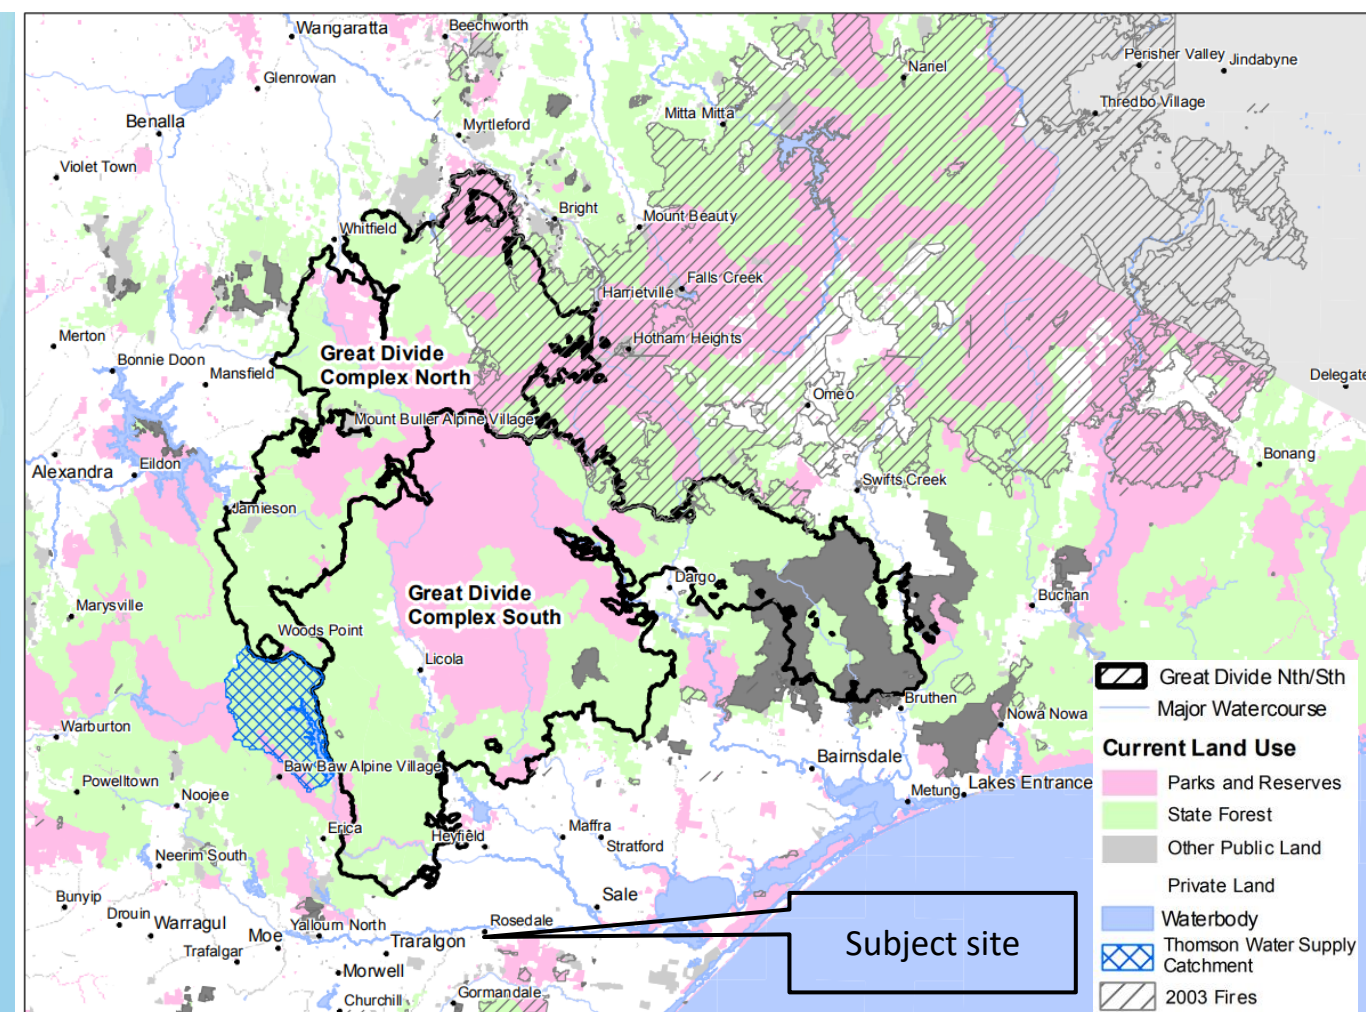 Wangaratta
Beechworth
Glenrowan
Nariel
Perisher Valley
Jindabyne
Thredbo Village
Benalla
Mitta Mitta
Myrtleford
Violet Town
Bright
Mount Beauty
Whitfield
Falls Creek
Harrietville
Merton
Hotham Heights
Great Divide
Complex North
Bonnie Doon
Mansfield
Delegate
Omeo
Mount Buller Alpine Village
Alexandra
Eildon
Bonang
Swifts Creek
Jamieson
Dargo
Great Divide
Complex South
Buchan
Marysville
Woods Point
Licola
Bruthen
Nowa Nowa
Warburton
Bairnsdale
Baw Baw Alpine Village
Powelltown
Noojee
Metung
Lakes Entrance
Erica
Heyfield
Maffra
Stratford
Neerim South
Bunyip
Sale
Drouin
Warragul
Yallourn North
Rosedale
Moe
Traralgon
Trafalgar
Morwell
Gormandale
Churchill
Subject site
Great Divide Nth/Sth
Major Watercourse
Current Land Use
Parks and Reserves
State Forest
Other Public Land
Private Land
Waterbody
Thomson Water Supply
Catchment
2003 Fires